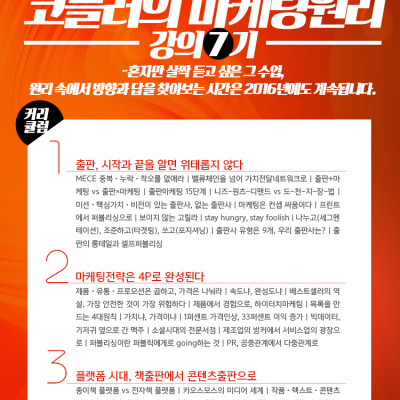 코틀러의 마케팅원리
강의 7기
-혼자만 살짝 듣고 싶은 그 수업,
원리 속에서 방향과 답을 찾아보는 시간은 2016년에도 계속됩니다.
커리
큘럼
1
출판, 시작과 끝을 알면 위태롭지 않다
MECE 중복・누락・착오를 없애라 | 밸류체인을 넘어 가치전달네트워크로 | 출판+마
케팅 vs 출판×마케팅 | 출판마케팅 15단계 | 니즈-원츠-디맨드 vs 도-천-지-장-법 |
미션・핵심가치・비전이 있는 출판사, 없는 출판사 | 마케팅은 컨셉 싸움이다 | 프린트
에서 퍼블리싱으로 | 보이지 않는 고릴라 | stay hungry, stay foolish | 나누고(세그멘
테이션), 조준하고(타겟팅), 쏘고(포지셔닝) | 출판사 유형은 9개, 우리 출판사는? | 출
판의 롱테일과 셀프퍼블리싱
2
마케팅전략은 4P로 완성된다
제품・유통・프로모션은 곱하고, 가격은 나눠라 | 속도냐, 완성도냐 | 베스트셀러의 역
설, 가장 안전한 것이 가장 위험하다 | 제품에서 경험으로, 하이터치마케팅 | 목록을 만
드는 4대원칙 | 가치냐, 가격이냐 | 1퍼센트 가격인상, 33퍼센트 이익 증가 | 빅데이터,
기저귀 옆으로 간 맥주 | 소셜시대의 전문서점 | 제조업의 벙커에서 서비스업의 광장으
로 | 퍼블리싱이란 퍼블릭에게로 going하는 것 | PR, 공중관계에서 다중관계로
3
플랫폼 시대, 책출판에서 콘텐츠출판으로
종이책 플랫폼 vs 전자책 플랫폼 | 카오스모스의 미디어 세계 | 작품・텍스트・콘텐츠